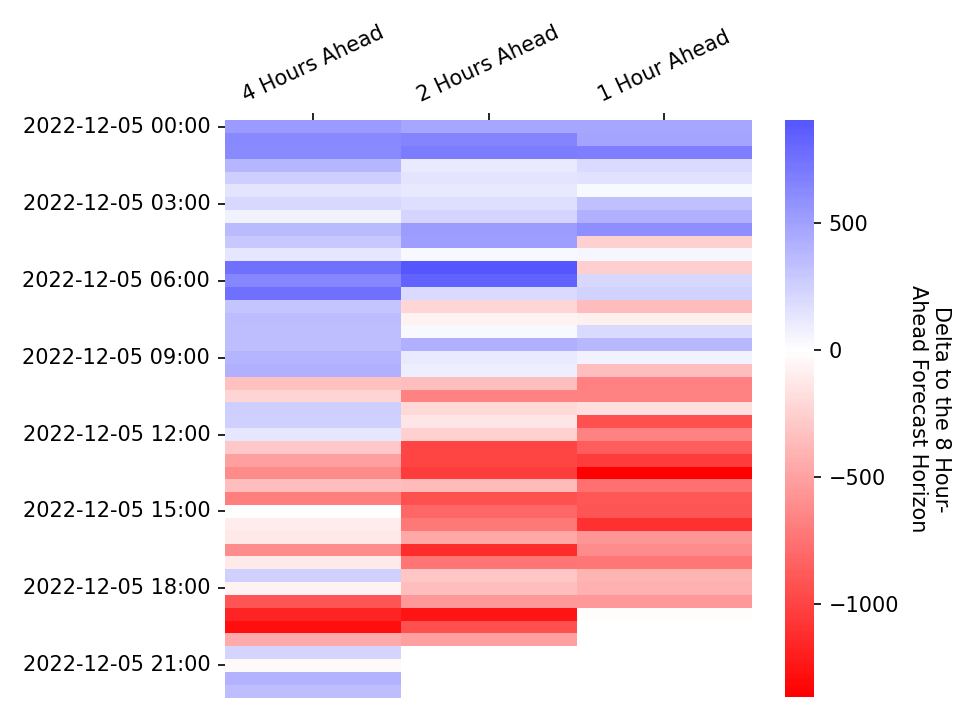 4 Hours Ahead
2 Hours Ahead
1 Hour Ahead
2022-12-05 00:00
2022-12-05 03:00
2022-12-05 06:00
2022-12-05 09:00
2022-12-05 12:00
2022-12-05 15:00
2022-12-05 18:00
2022-12-05 21:00
500
0
−500
−1000
Delta to the 8 Hour-
Ahead Forecast Horizon